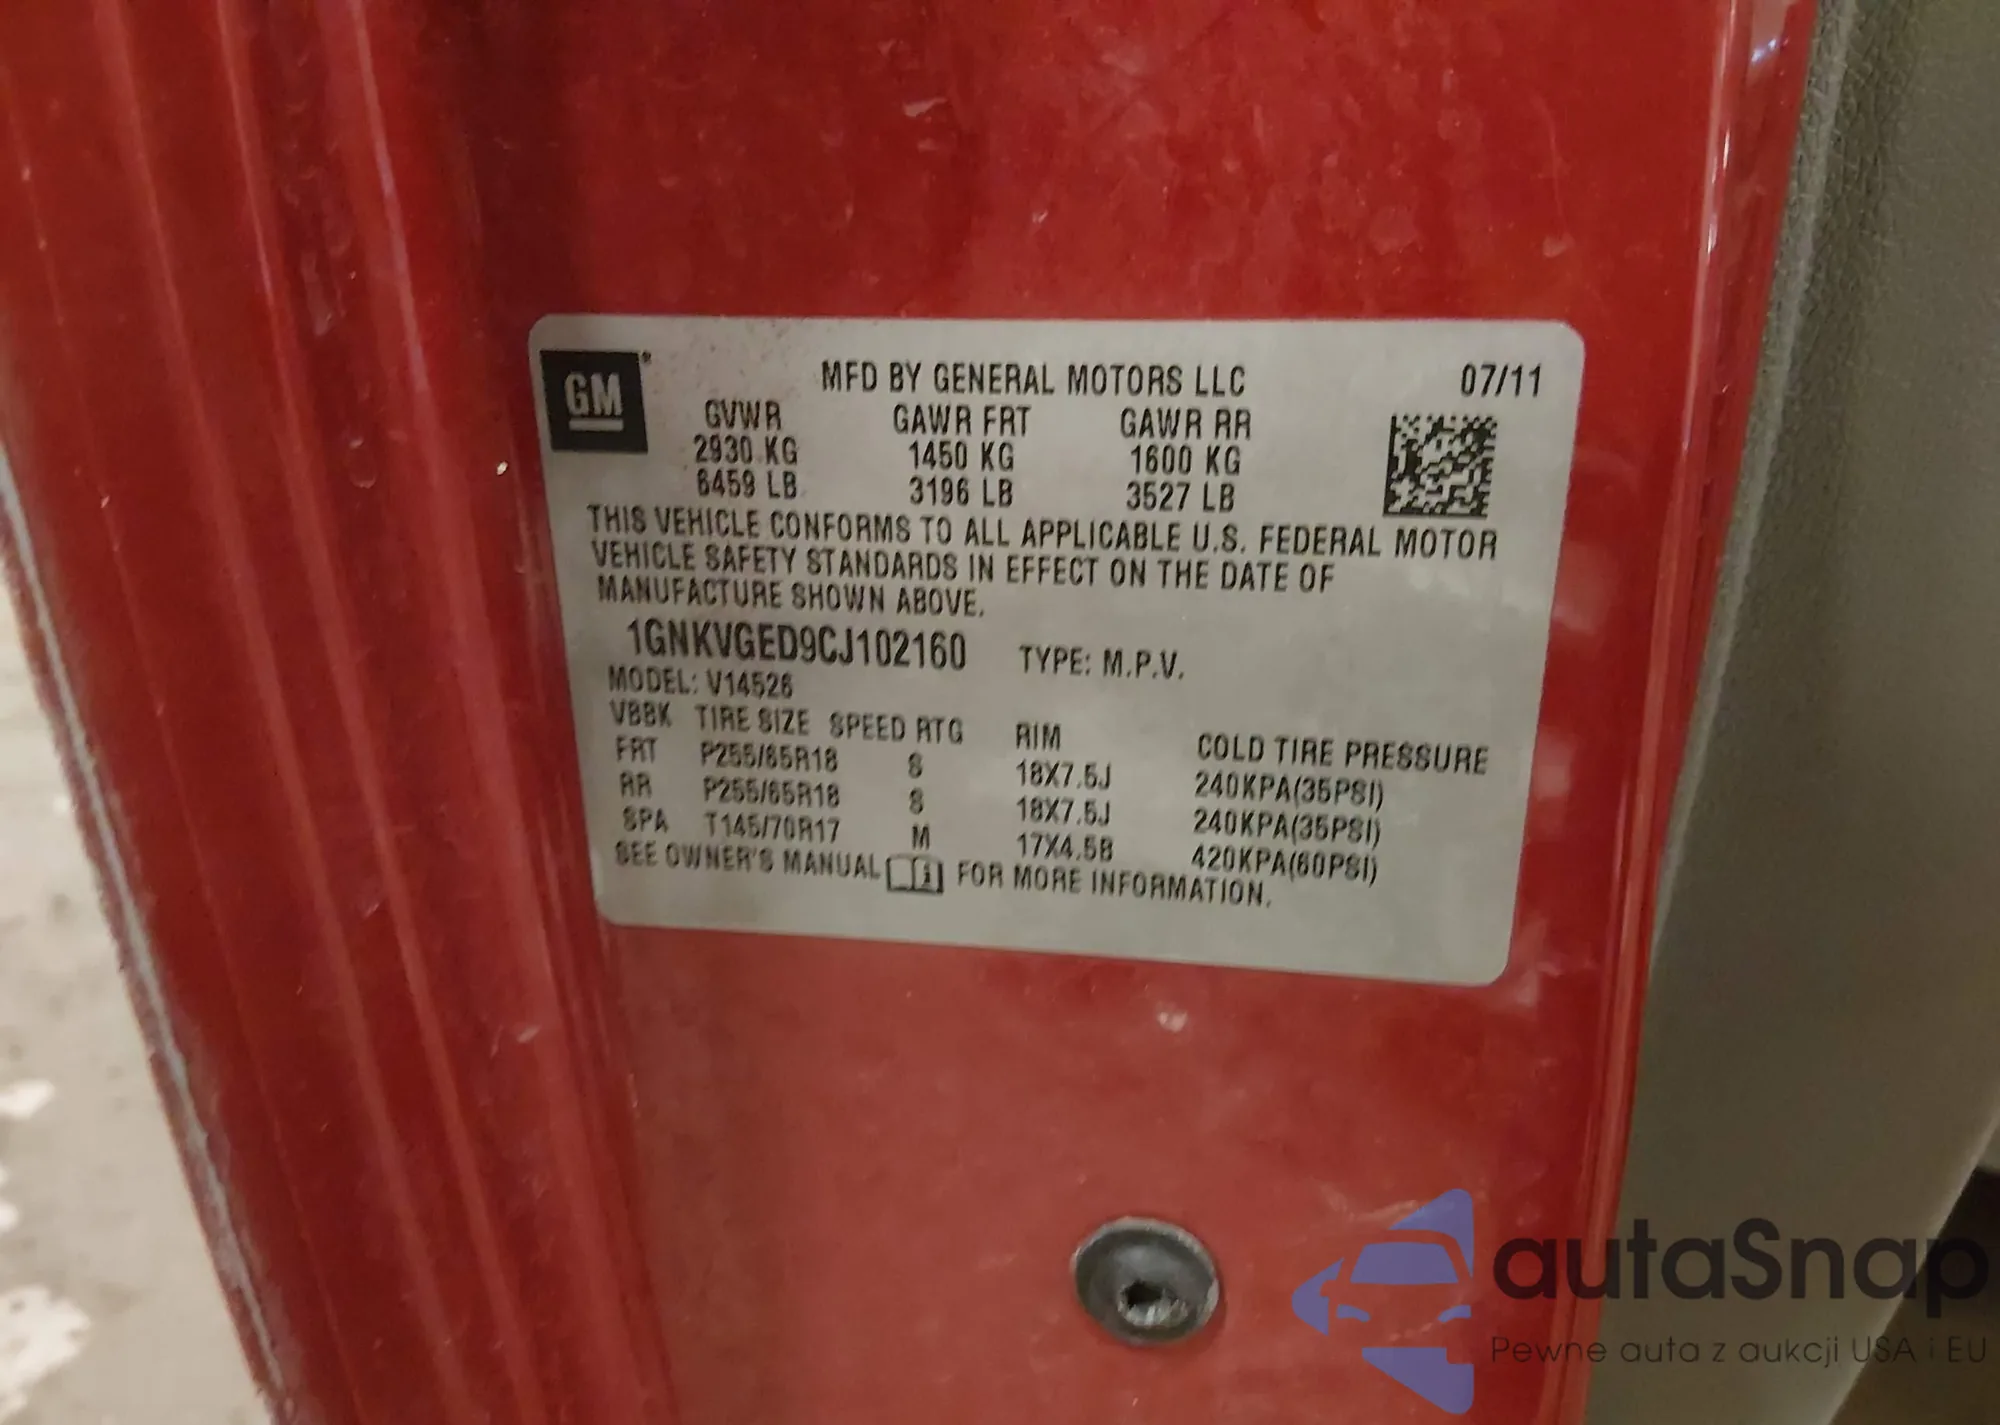 GM
MFD BY GENERAL MOTORS LLC 07/11
GVWR GAWR FRT GAWR RR
2930 KG 1450 KG 1600 KG
6459 LB 3196 LB 3527 LB
THIS VEHICLE CONFORMS TO ALL APPLICABLE U.S. FEDERAL MOTOR
VEHICLE SAFETY STANDARDS IN EFFECT ON THE DATE OF
MANUFACTURE SHOWN ABOVE.
1GNKVGED9CJ102160 TYPE: M.P.V.
MODEL: V14526
VBBK TIRE SIZE SPEED RTG RIM COLD TIRE PRESSURE
FRT P255/65R18 S 18X7.5J 240KPA(35PSI)
RR P255/65R18 S 18X7.5J 240KPA(35PSI)
SPA T145/70R17 M 17X4.5B 420KPA(60PSI)
SEE OWNER'S MANUAL FOR MORE INFORMATION.
autaSnap
Pewne auta z aukcji USA i EU